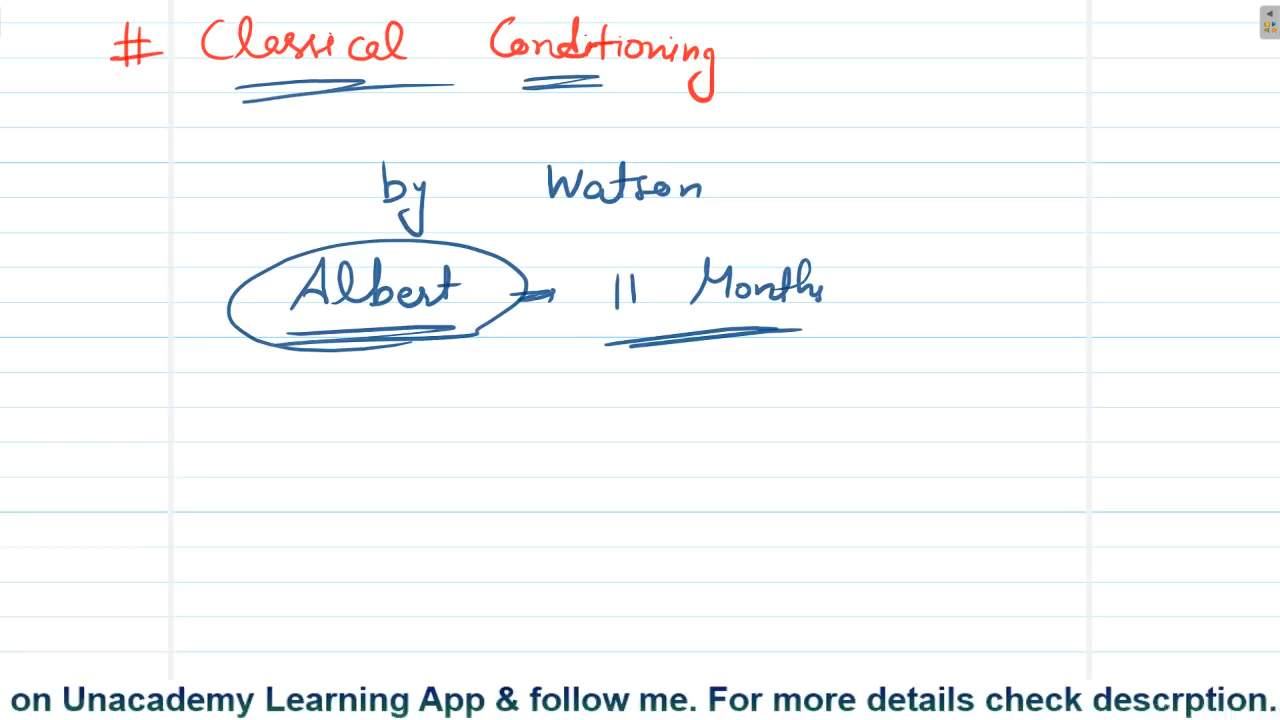 # Classical Conditioning
by Watson
Albert → 11 Months
on Unacademy Learning App & follow me. For more details check descrption.